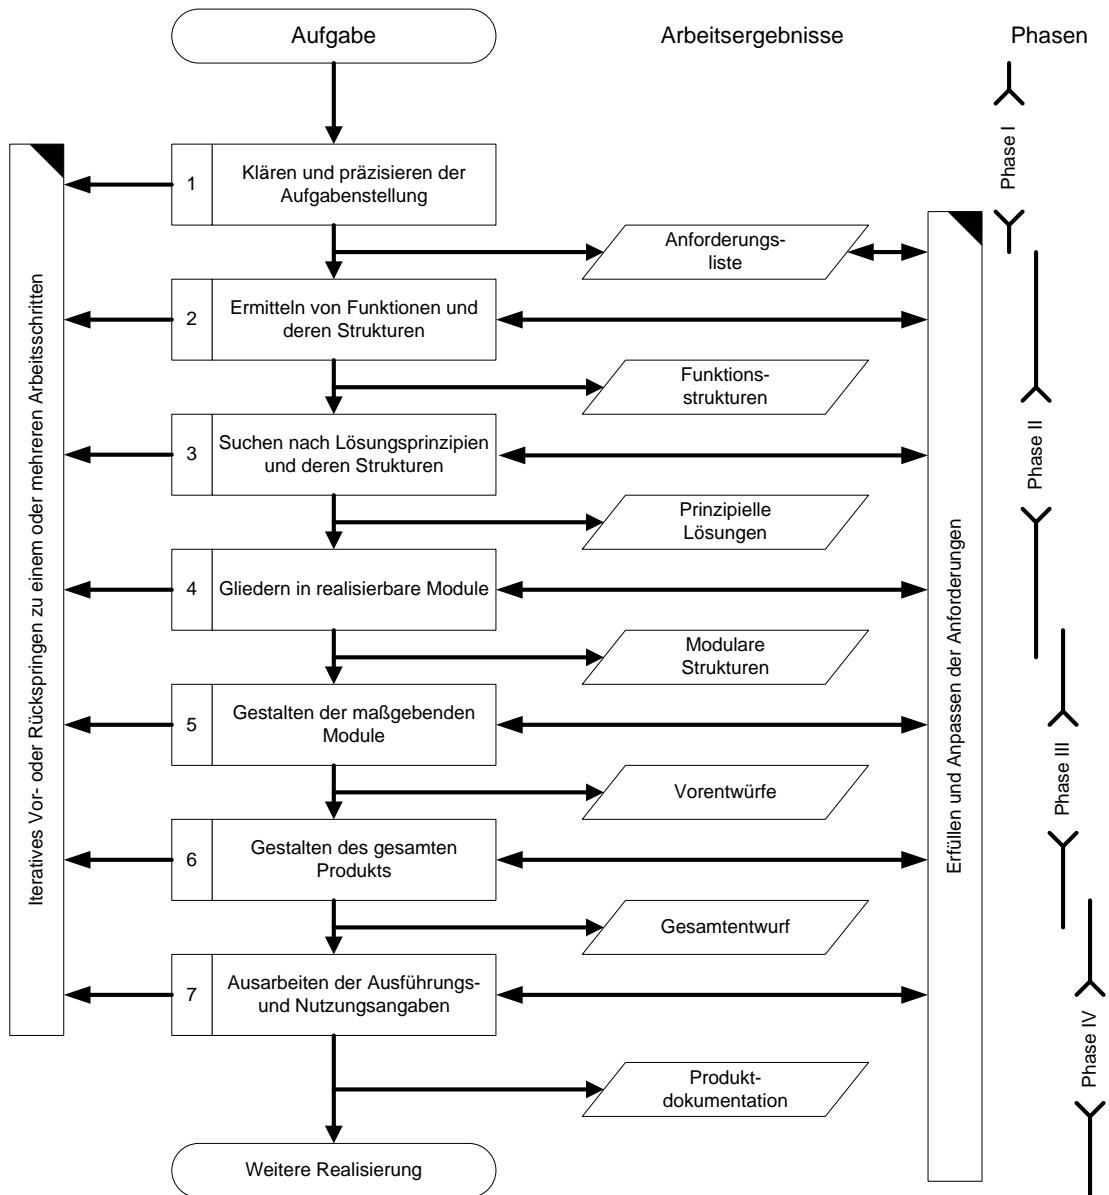 Aufgabe
Arbeitsergebnisse
Phasen
1
Klären und präzisieren der
Aufgabenstellung
Anforderungs-
liste
2
Ermitteln von Funktionen und
deren Strukturen
Funktions-
strukturen
3
Suchen nach Lösungsprinzipien
und deren Strukturen
Prinzipielle
Lösungen
4
Gliedern in realisierbare Module
Modulare
Strukturen
5
Gestalten der maßgebenden
Module
Vorentwürfe
6
Gestalten des gesamten
Produkts
Gesamtentwurf
7
Ausarbeiten der Ausführungs-
und Nutzungsangaben
Produkt-
dokumentation
Weitere Realisierung
Iteratives Vor- oder Rückspringen zu einem oder mehreren Arbeitsschritten
Erfüllen und Anpassen der Anforderungen
Phase I
Phase II
Phase III
Phase IV